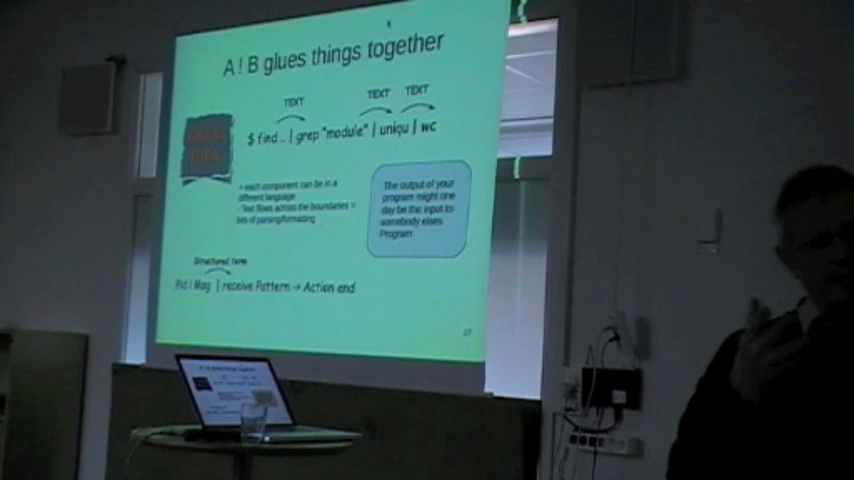 A ! B glues things together
TEXT TEXT TEXT
$ find .. | grep "module" | uniqu | wc
+ each component can be in a
different language
- Text flows across the boundaries =
lots of parsing/formatting
The output of your
program might one
day be the input to
somebody elses
Program
Structured term
Pid ! Msg | receive Pattern -> Action end
27